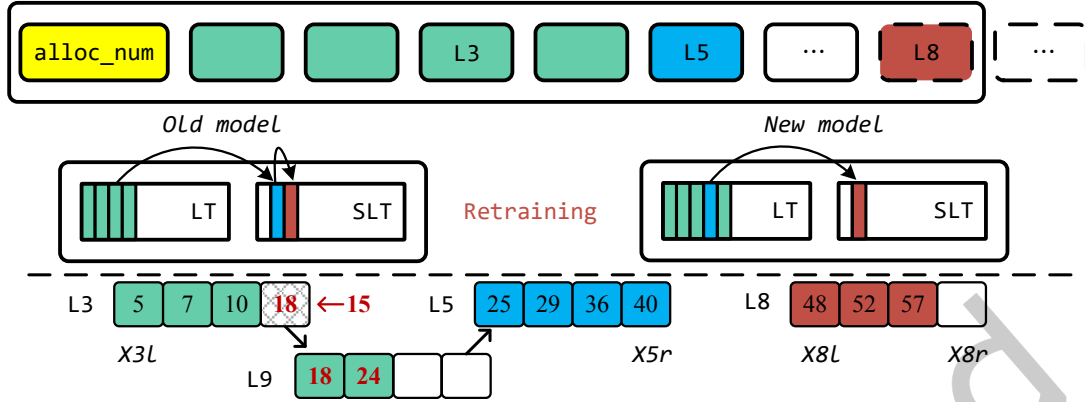 alloc_num L3 L5 ... L8 ...
Old model New model
LT SLT Retraining LT SLT
L3 5 7 10 18 ←15 L5 25 29 36 40 L8 48 52 57
X3l X5r X8l X8r
L9 18 24